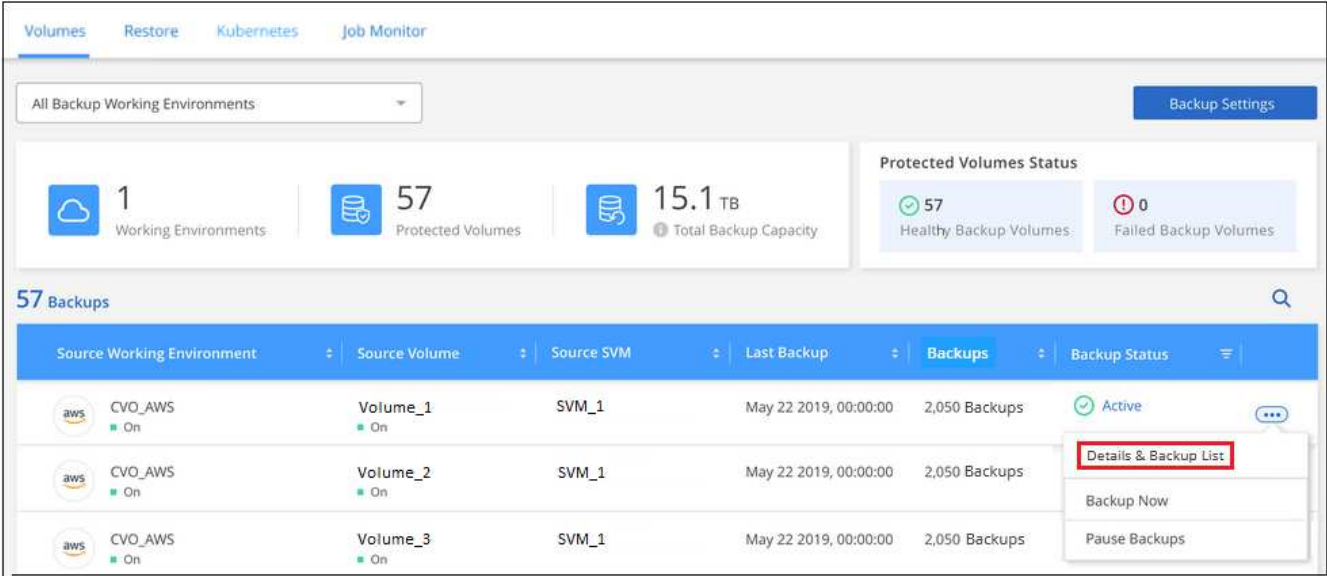 Volumes Restore Kubernetes Job Monitor
All Backup Working Environments Backup Settings
Protected Volumes Status
1 57 15.1 TB 57 0
Working Environments Protected Volumes Total Backup Capacity Healthy Backup Volumes Failed Backup Volumes
57 Backups
Source Working Environment Source Volume Source SVM Last Backup Backups Backup Status
aws CVO_AWS Volume_1 SVM_1 May 22 2019, 00:00:00 2,050 Backups Active
On On
Details & Backup List
aws CVO_AWS Volume_2 SVM_1 May 22 2019, 00:00:00 2,050 Backups
On On
Backup Now
aws CVO_AWS Volume_3 SVM_1 May 22 2019, 00:00:00 2,050 Backups Pause Backups
On On